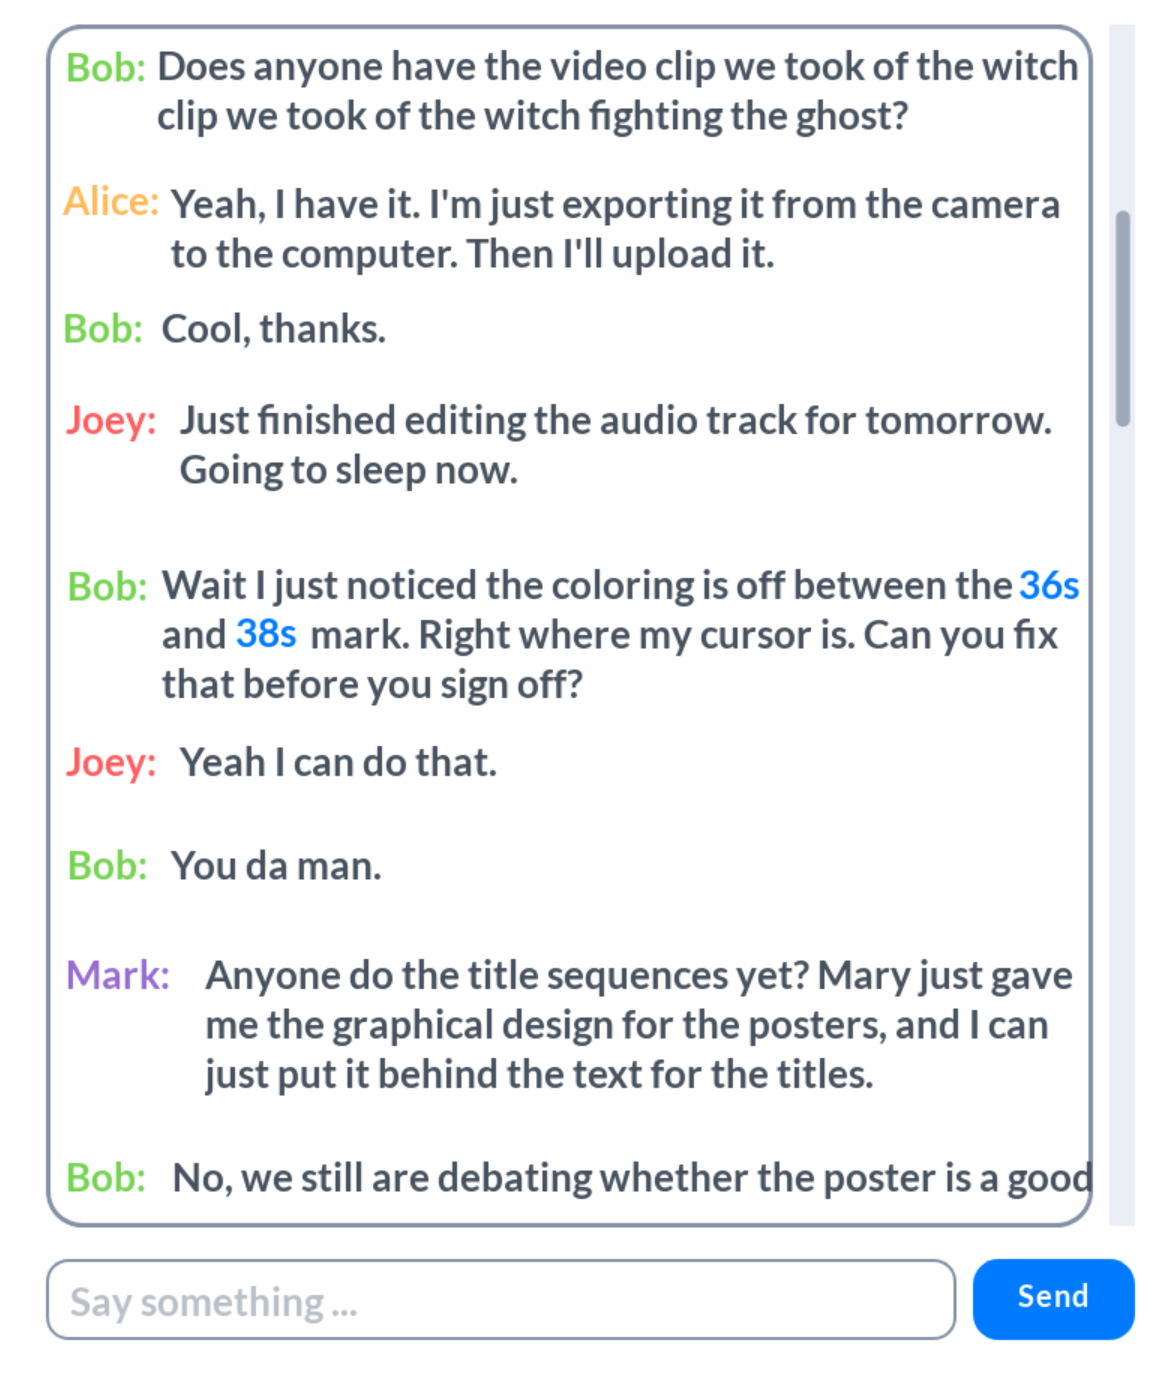 Bob: Does anyone have the video clip we took of the witch
clip we took of the witch fighting the ghost?
Alice: Yeah, I have it. I'm just exporting it from the camera
to the computer. Then I'll upload it.
Bob: Cool, thanks.
Joey: Just finished editing the audio track for tomorrow.
Going to sleep now.
Bob: Wait I just noticed the coloring is off between the 36s
and 38s mark. Right where my cursor is. Can you fix
that before you sign off?
Joey: Yeah I can do that.
Bob: You da man.
Mark: Anyone do the title sequences yet? Mary just gave
me the graphical design for the posters, and I can
just put it behind the text for the titles.
Bob: No, we still are debating whether the poster is a good
Say something ...
Send